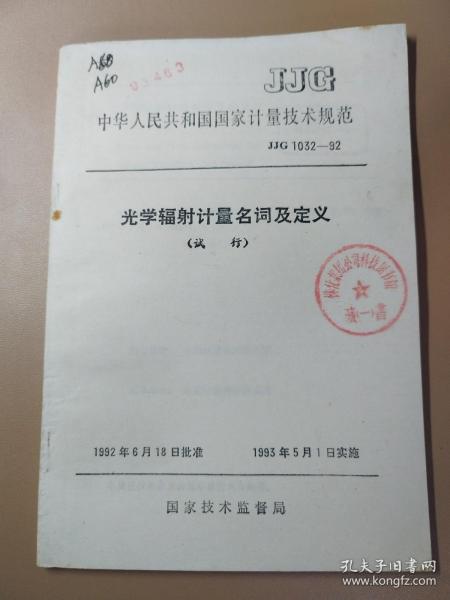 A60
A60
03463
JJG
中华人民共和国国家计量技术规范
JJG 1032—92
光学辐射计量名词及定义
(试 行)
1992年6月18日批准 1993年5月1日实施
国家技术监督局
孔夫子旧书网
www.kongfz.com